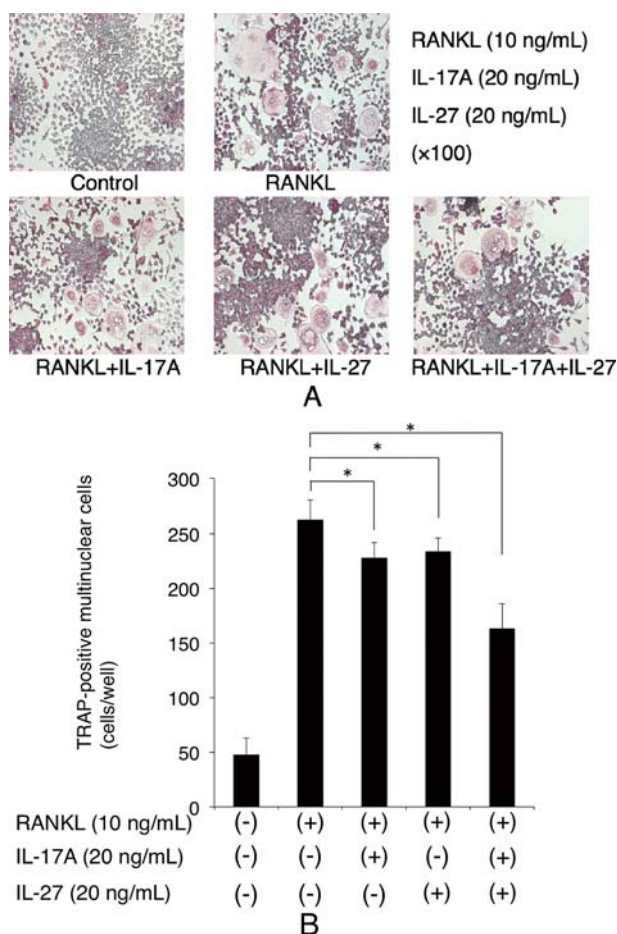 RANKL (10 ng/mL)
IL-17A (20 ng/mL)
IL-27 (20 ng/mL)
(×100)
Control
RANKL
RANKL+IL-17A
RANKL+IL-27
RANKL+IL-17A+IL-27
A
*
*
*
300
250
200
150
100
50
0
TRAP-positive multinuclear cells
(cells/well)
RANKL (10 ng/mL) (-) (+) (+) (+) (+)
IL-17A (20 ng/mL) (-) (-) (+) (-) (+)
IL-27 (20 ng/mL) (-) (-) (-) (+) (+)
B